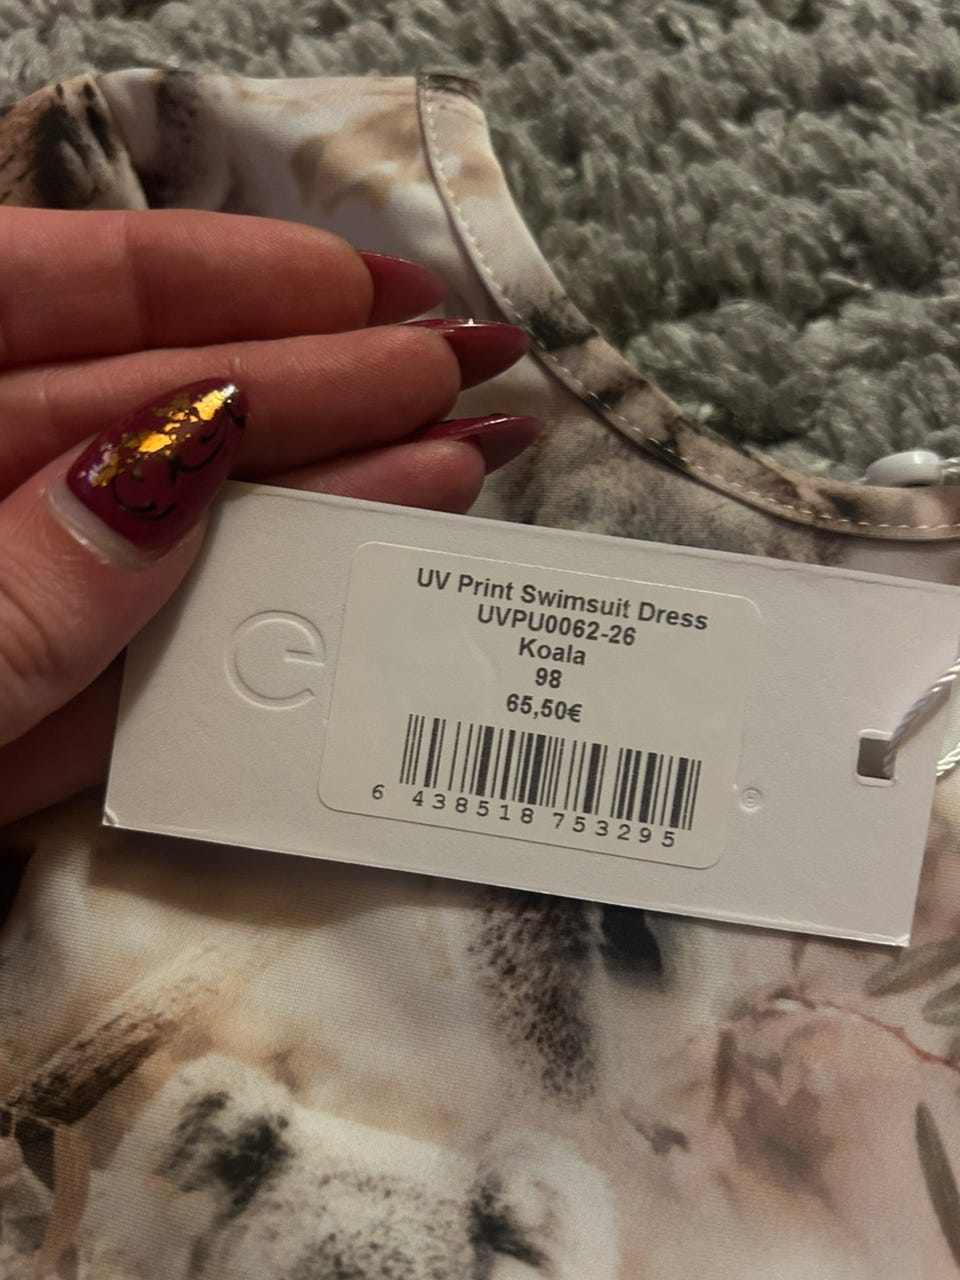 e
UV Print Swimsuit Dress
UVPU0062-26
Koala
98
65,50€
6 438518 753295